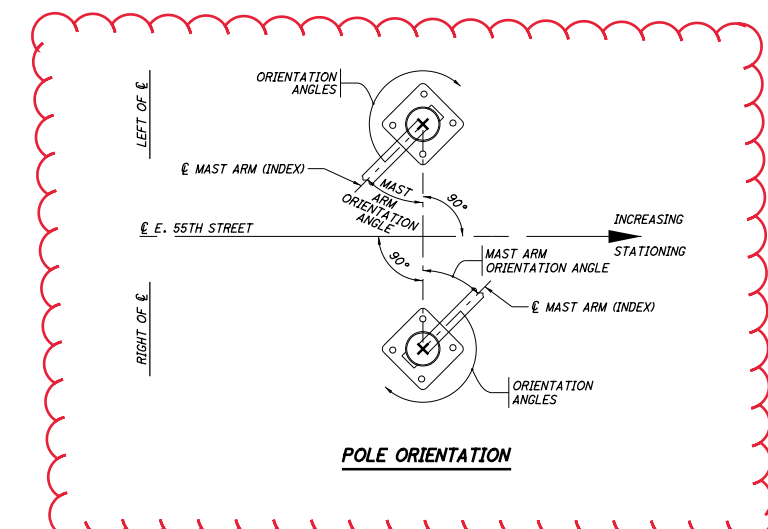 ORIENTATION
ANGLES
LEFT OF ℄
℄ MAST ARM (INDEX)
MAST
ARM
ORIENTATION
ANGLE
90°
℄ E. 55TH STREET
INCREASING
STATIONING
90°
MAST ARM
ORIENTATION ANGLE
℄ MAST ARM (INDEX)
RIGHT OF ℄
ORIENTATION
ANGLES
POLE ORIENTATION